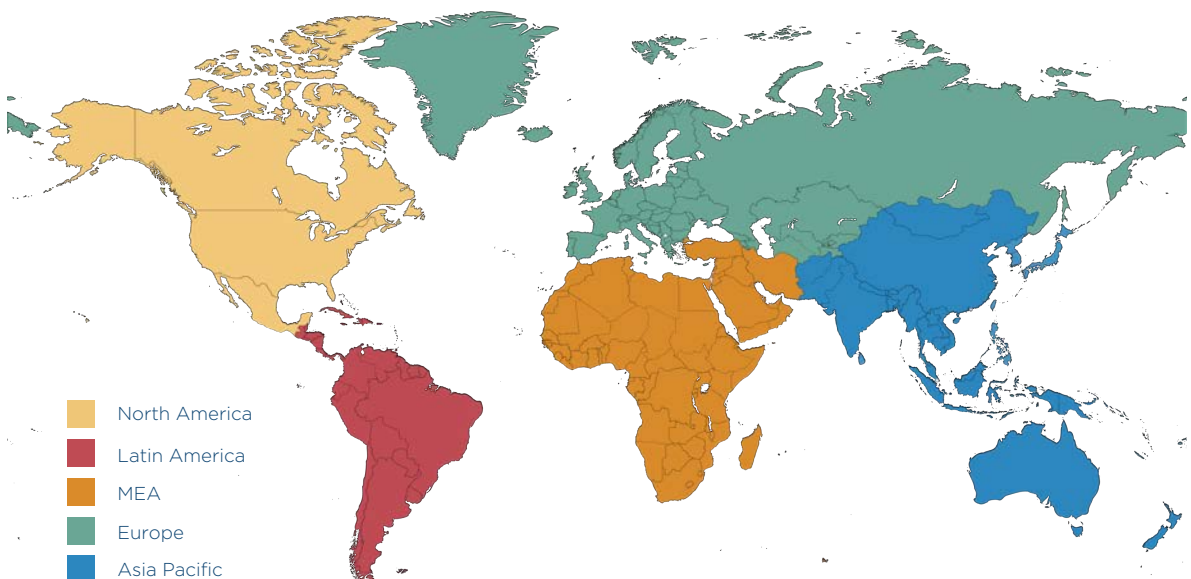 North America
Latin America
MEA
Europe
Asia Pacific